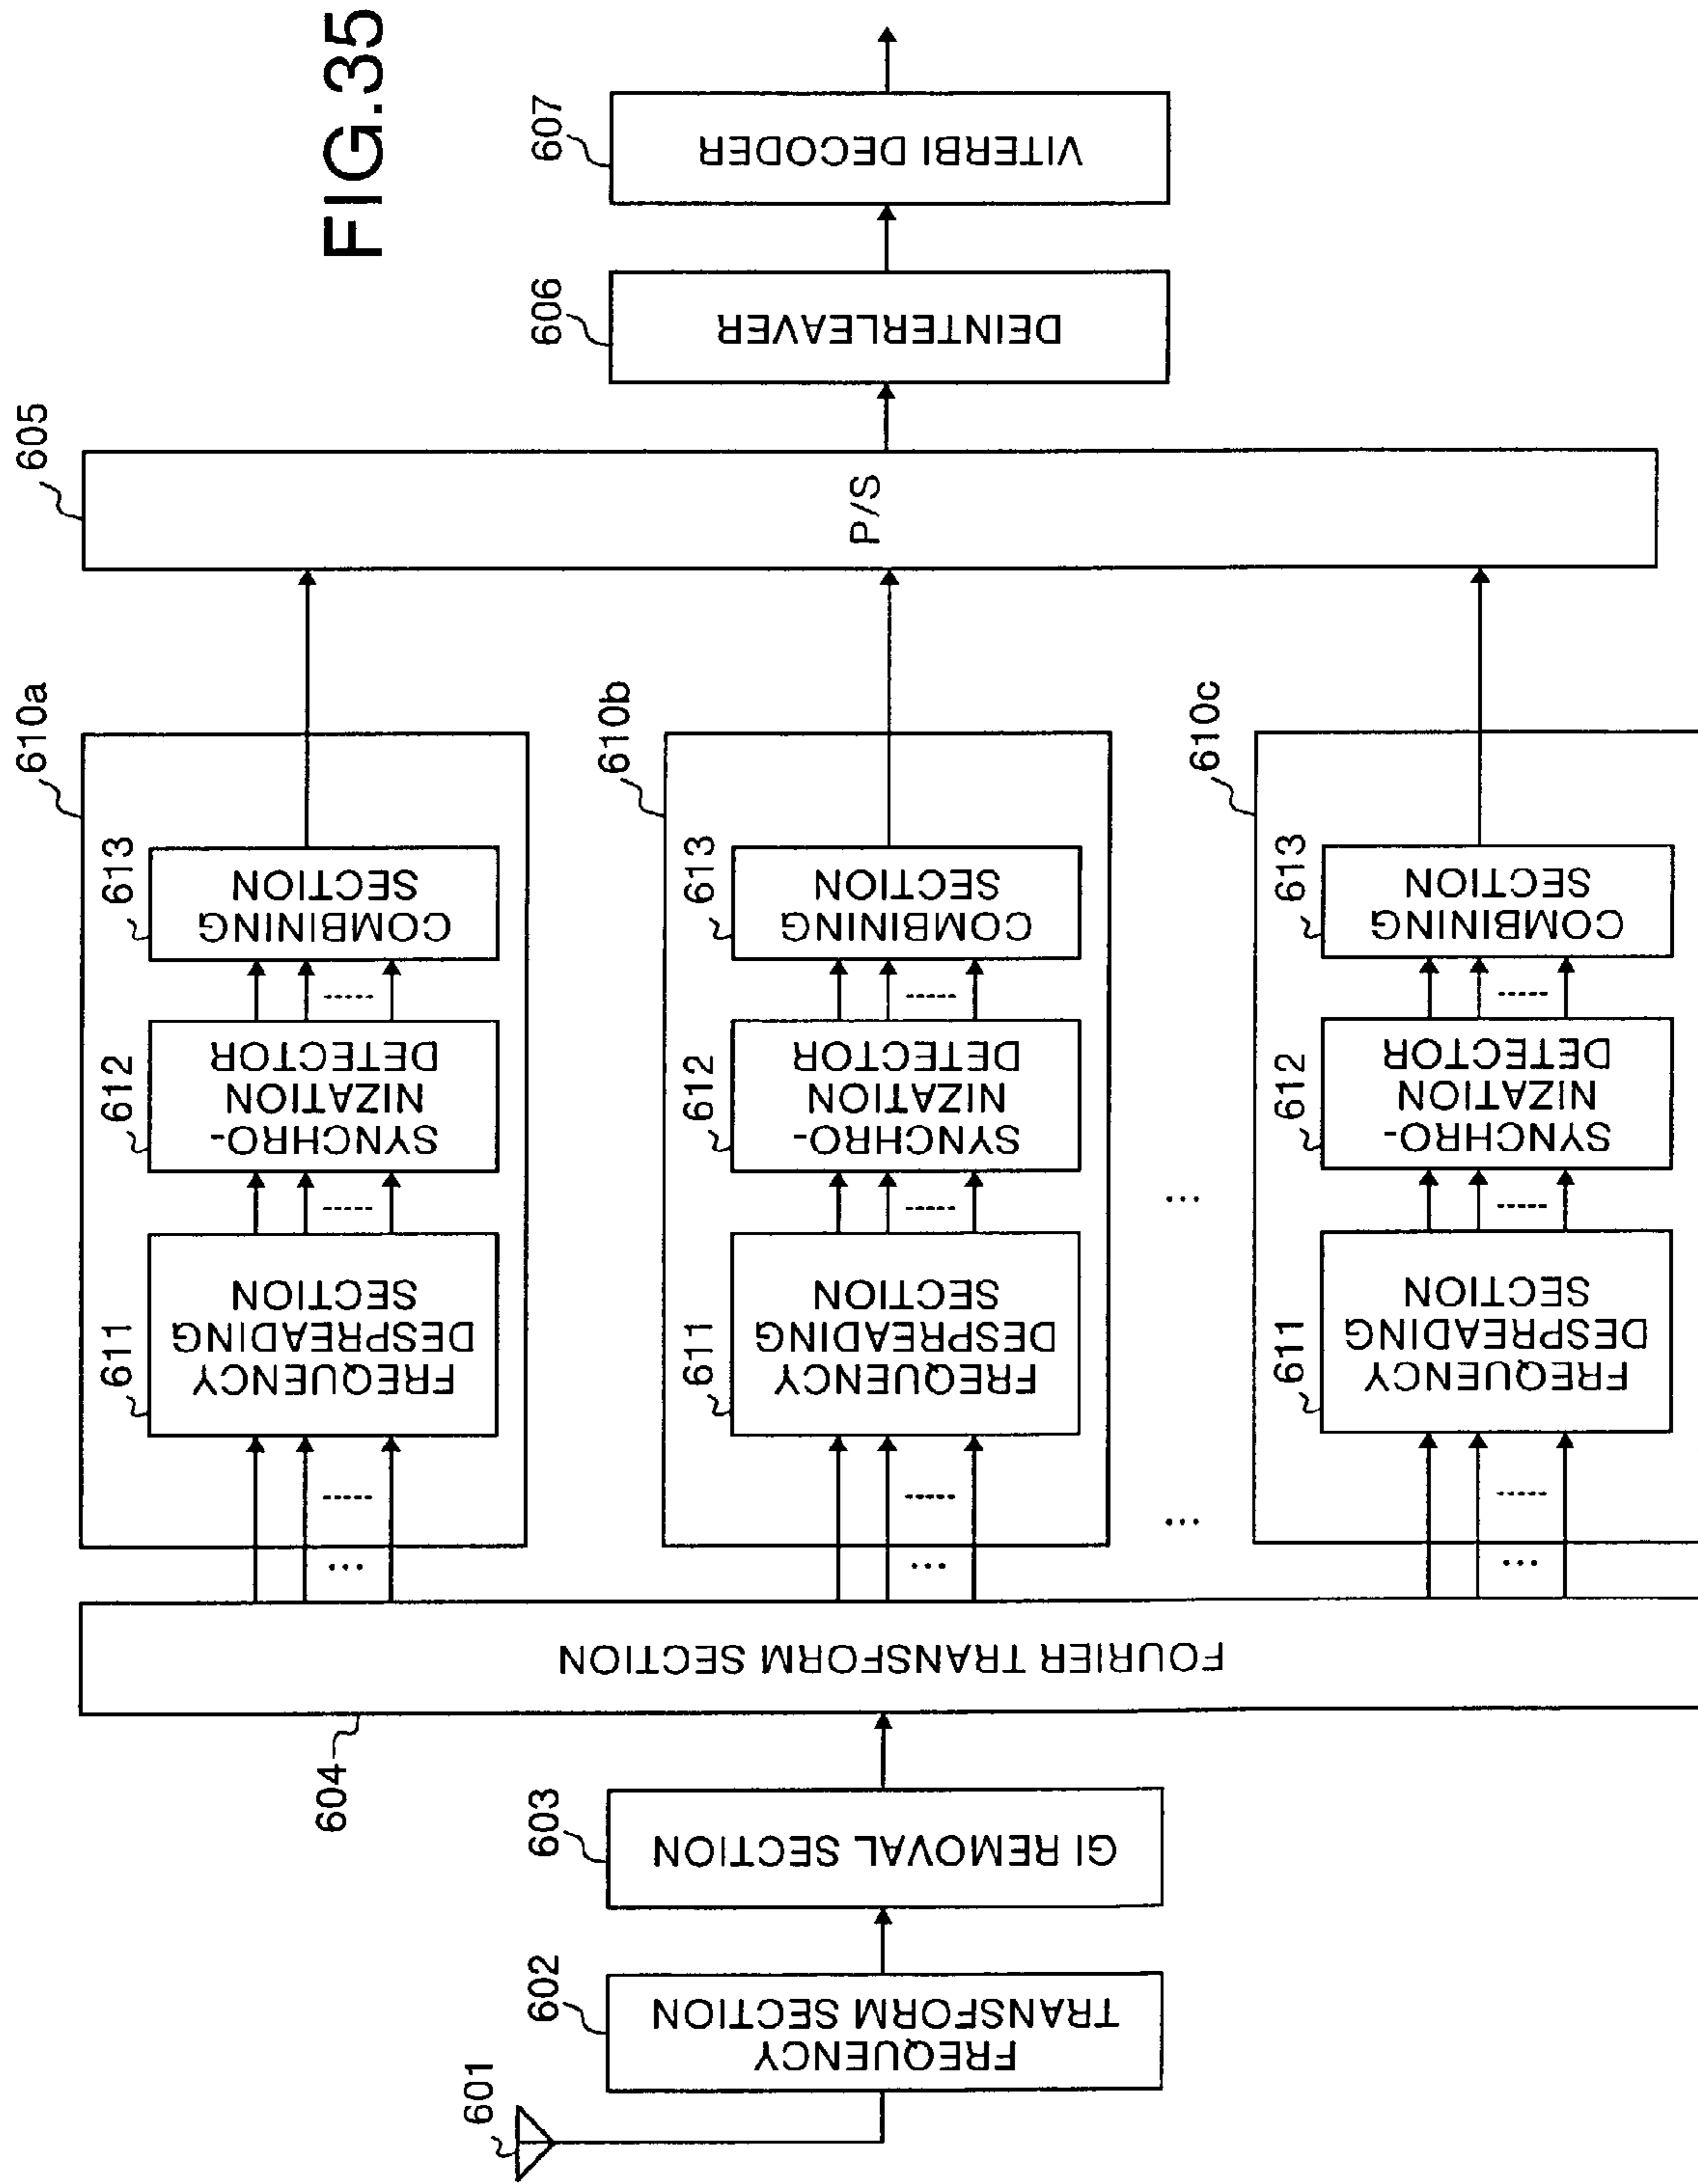 FIG.35
601
FREQUENCY
TRANSFORM SECTION
602
GI REMOVAL SECTION
603
FOURIER TRANSFORM SECTION
604
610a
FREQUENCY
DESPREADING
SECTION
611
SYNCHRO-
NIZATION
DETECTOR
612
COMBINING
SECTION
613
610b
FREQUENCY
DESPREADING
SECTION
611
SYNCHRO-
NIZATION
DETECTOR
612
COMBINING
SECTION
613
610c
FREQUENCY
DESPREADING
SECTION
611
SYNCHRO-
NIZATION
DETECTOR
612
COMBINING
SECTION
613
P/S
605
DEINTERLEAVER
606
VITERBI DECODER
607